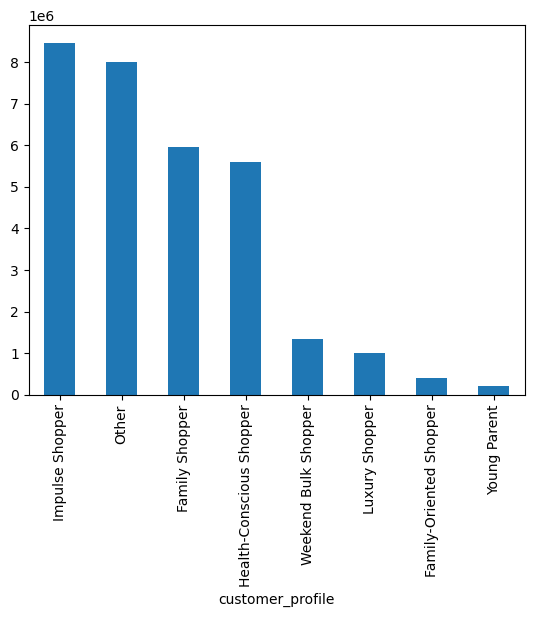 1e6
8
7
6
5
4
3
2
1
0
Impulse Shopper
Other
Family Shopper
Health-Conscious Shopper
Weekend Bulk Shopper
Luxury Shopper
Family-Oriented Shopper
Young Parent
customer_profile